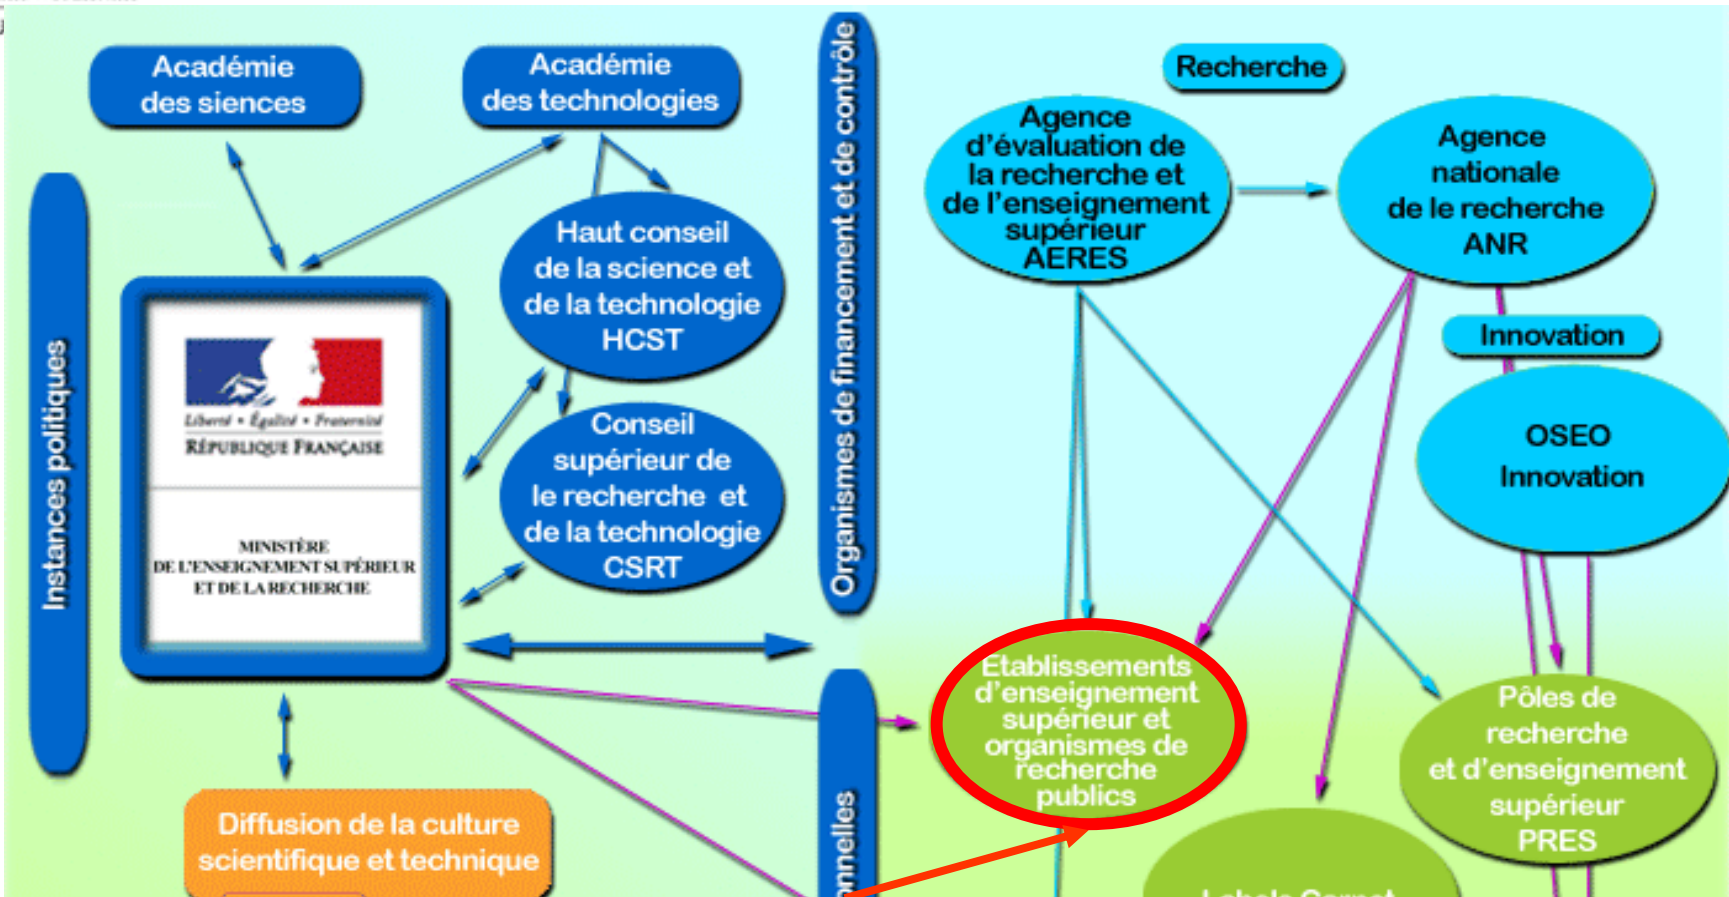 Académie
des siences
Académie
des technologies
Instances politiques
Haut conseil
de la science et
de la technologie
HCST
Liberté • Égalité • Fraternité
RÉPUBLIQUE FRANÇAISE
MINISTÈRE
DE L'ENSEIGNEMENT SUPÉRIEUR
ET DE LA RECHERCHE
Conseil
supérieur de
le recherche et
de la technologie
CSRT
Diffusion de la culture
scientifique et technique
Organismes de financement et de contrôle
Recherche
Agence
d'évaluation de
la recherche et
de l'enseignement
supérieur
AERES
Agence
nationale
de le recherche
ANR
Innovation
OSEO
Innovation
Etablissements
d'enseignement
supérieur et
organismes de
recherche
publics
Pôles de
recherche
et d'enseignement
supérieur
PRES
onnelles
Labels Carnot